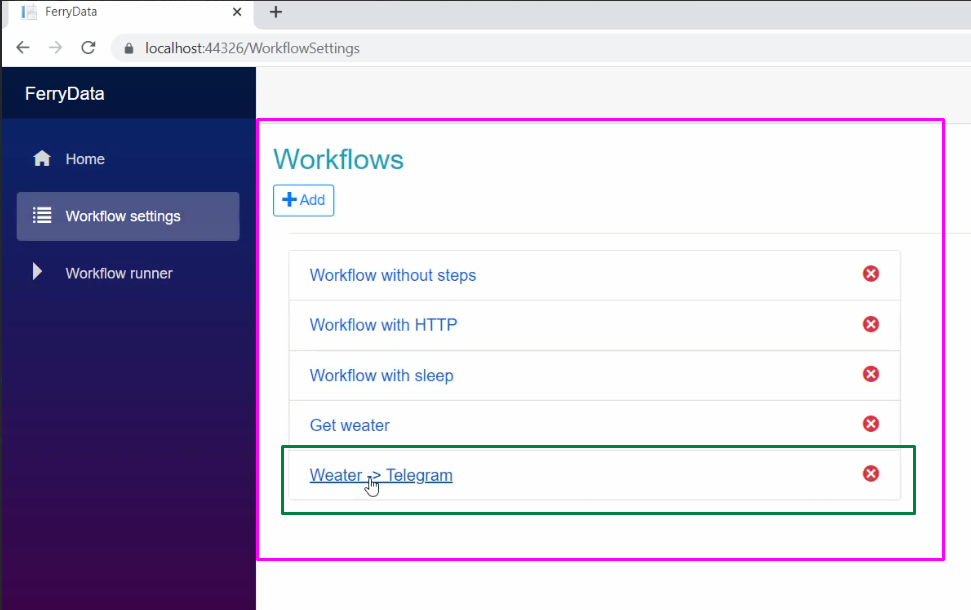 FerryData
localhost:44326/WorkflowSettings
FerryData
Home
Workflow settings
Workflow runner
Workflows
Add
Workflow without steps
Workflow with HTTP
Workflow with sleep
Get weater
Weater -> Telegram